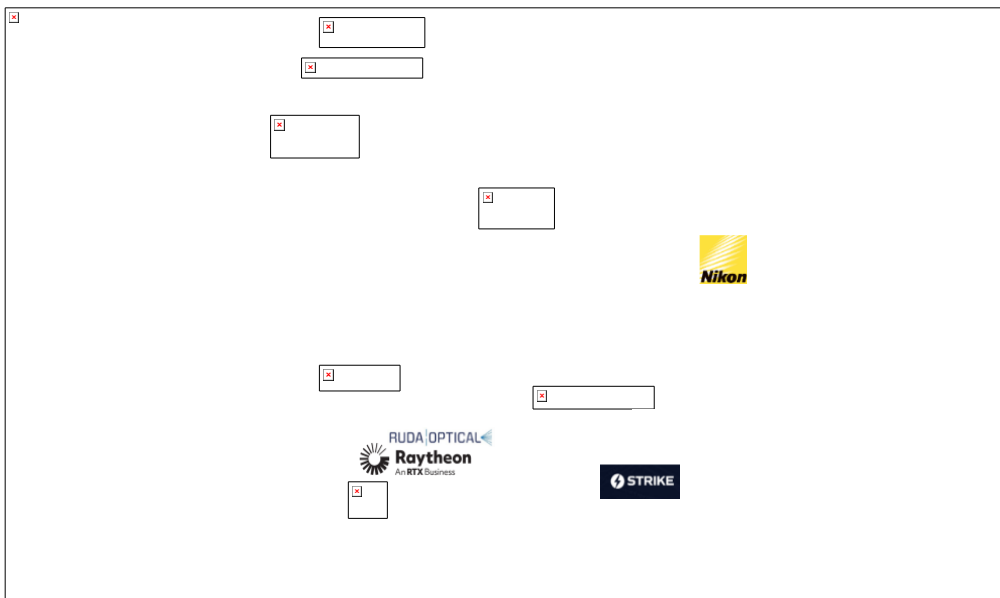 Nikon
RUDA|OPTICAL
Raytheon
An RTX Business
STRIKE